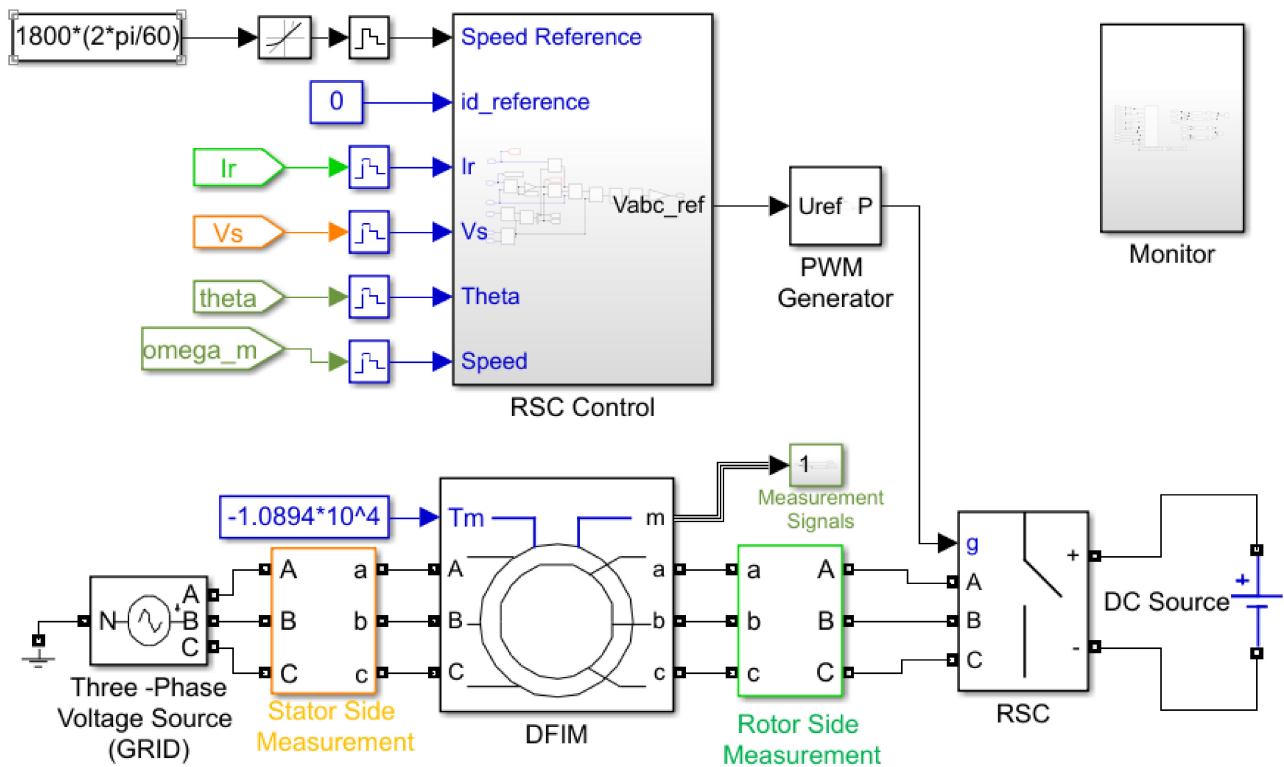 1800*(2*pi/60)
Speed Reference
0
id_reference
Ir
Ir
Vs
Vs
theta
Theta
omega_m
Speed
Vabc_ref
RSC Control
Uref P
PWM
Generator
Monitor
-1.0894*10^4
Tm
m
1
Measurement
Signals
N
A
B
C
Three -Phase
Voltage Source
(GRID)
A
B
C
a
b
c
Stator Side
Measurement
A
B
C
a
b
c
DFIM
a
b
c
A
B
C
Rotor Side
Measurement
g
A
B
C
+
-
RSC
DC Source
+